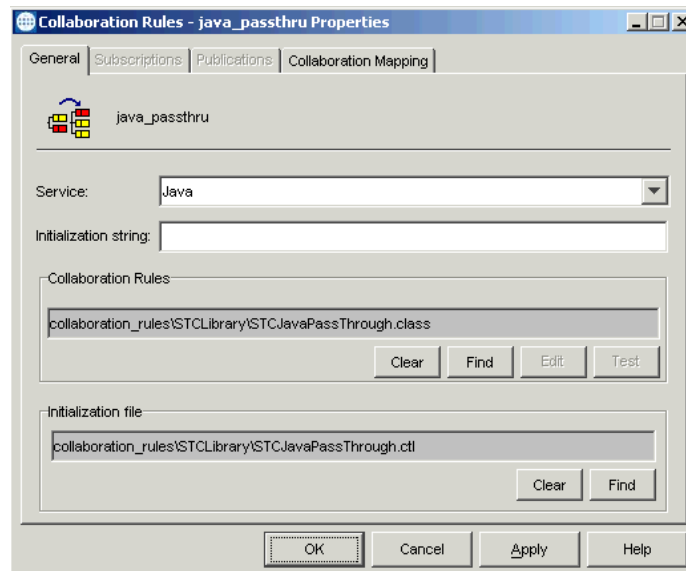 Collaboration Rules - java_passthru Properties
General Subscriptions Publications Collaboration Mapping
java_passthru
Service: Java
Initialization string:
Collaboration Rules
collaboration_rules\STCLibrary\STCJavaPassThrough.class
Clear Find Edit Test
Initialization file
collaboration_rules\STCLibrary\STCJavaPassThrough.ctl
Clear Find
OK Cancel Apply Help